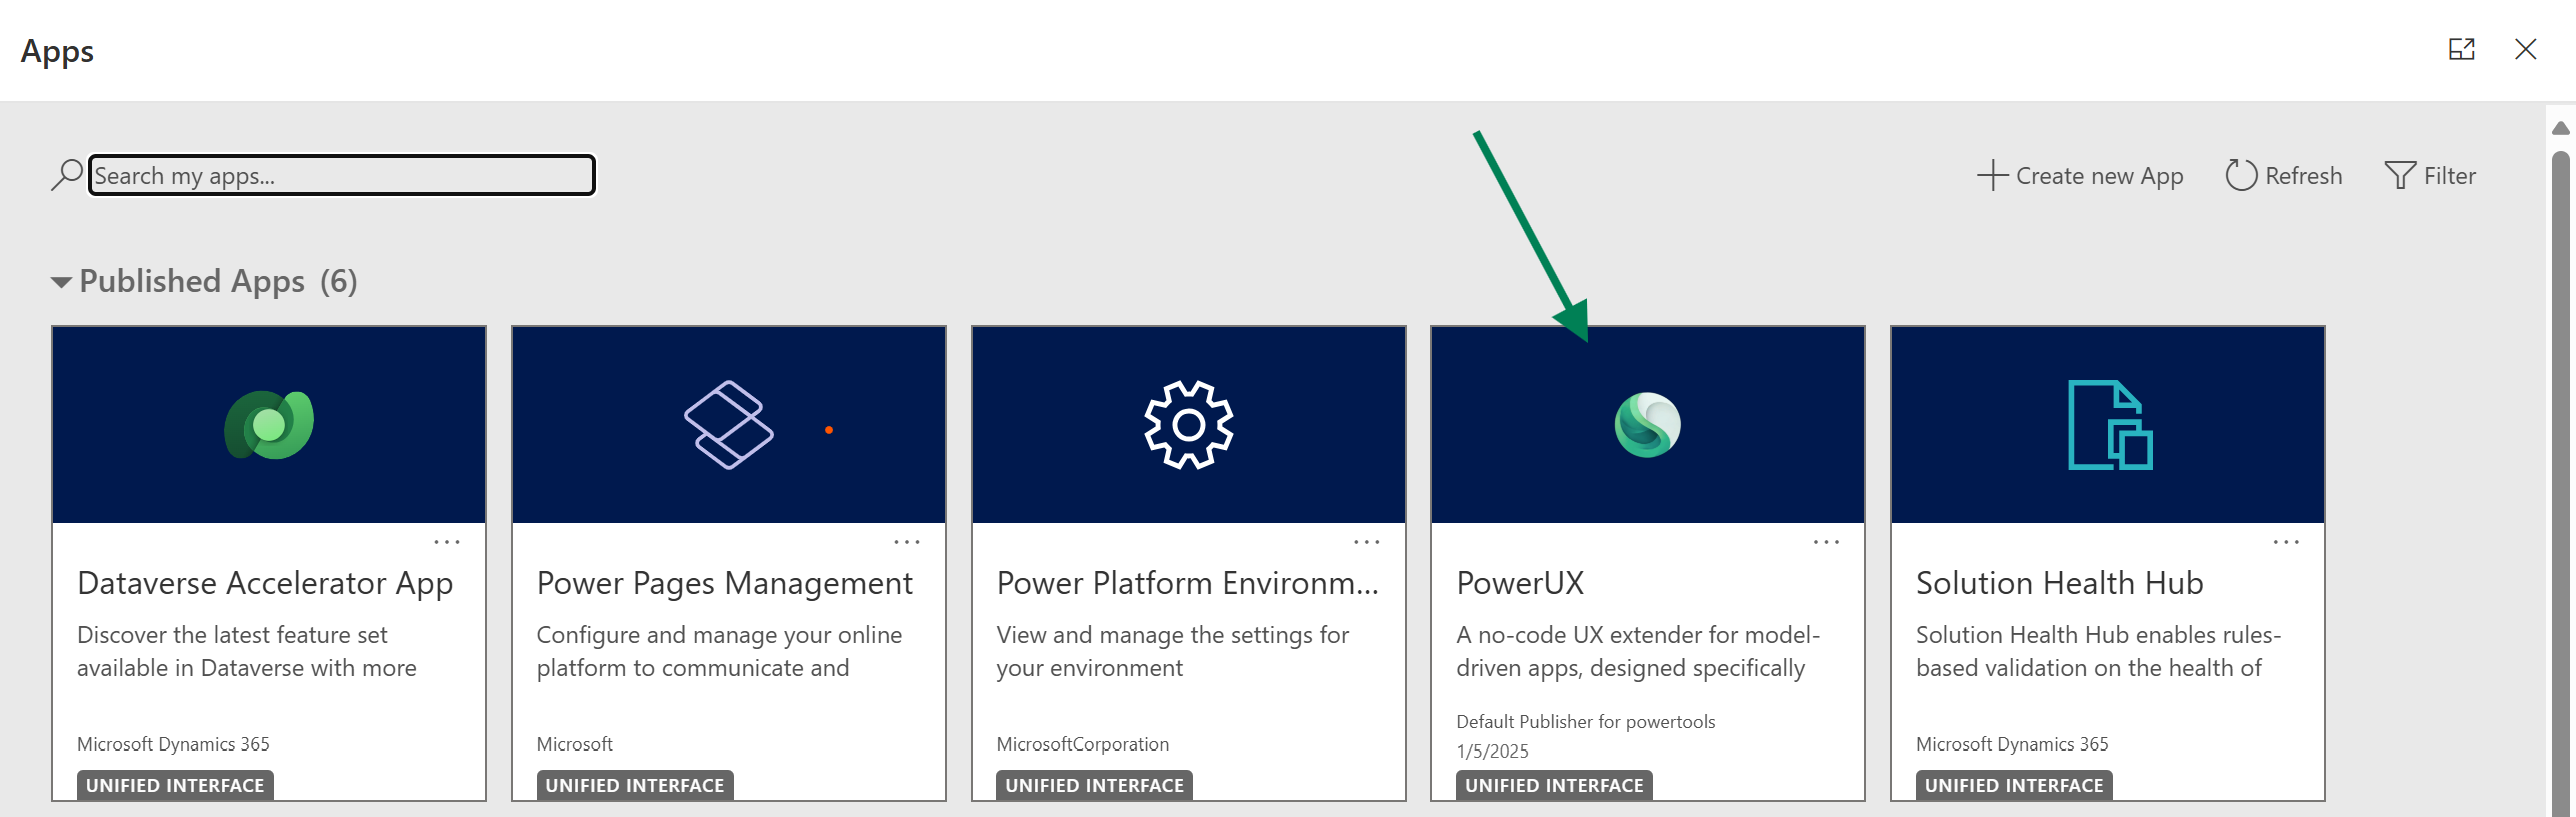 Apps
Search my apps...
Create new App
Refresh
Filter
Published Apps (6)
Dataverse Accelerator App
Discover the latest feature set
available in Dataverse with more
Microsoft Dynamics 365
UNIFIED INTERFACE
Power Pages Management
Configure and manage your online
platform to communicate and
Microsoft
UNIFIED INTERFACE
Power Platform Environm...
View and manage the settings for
your environment
MicrosoftCorporation
UNIFIED INTERFACE
PowerUX
A no-code UX extender for model-
driven apps, designed specifically
Default Publisher for powertools
1/5/2025
UNIFIED INTERFACE
Solution Health Hub
Solution Health Hub enables rules-
based validation on the health of
Microsoft Dynamics 365
UNIFIED INTERFACE